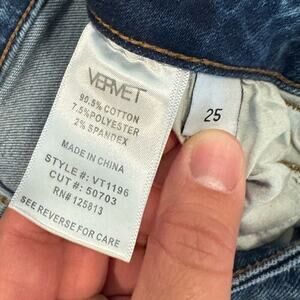 VERVET
90.5% COTTON
7.5% POLYESTER
2% SPANDEX
MADE IN CHINA
STYLE #: VT1196
CUT #: 50703
RN# 125813
SEE REVERSE FOR CARE
25